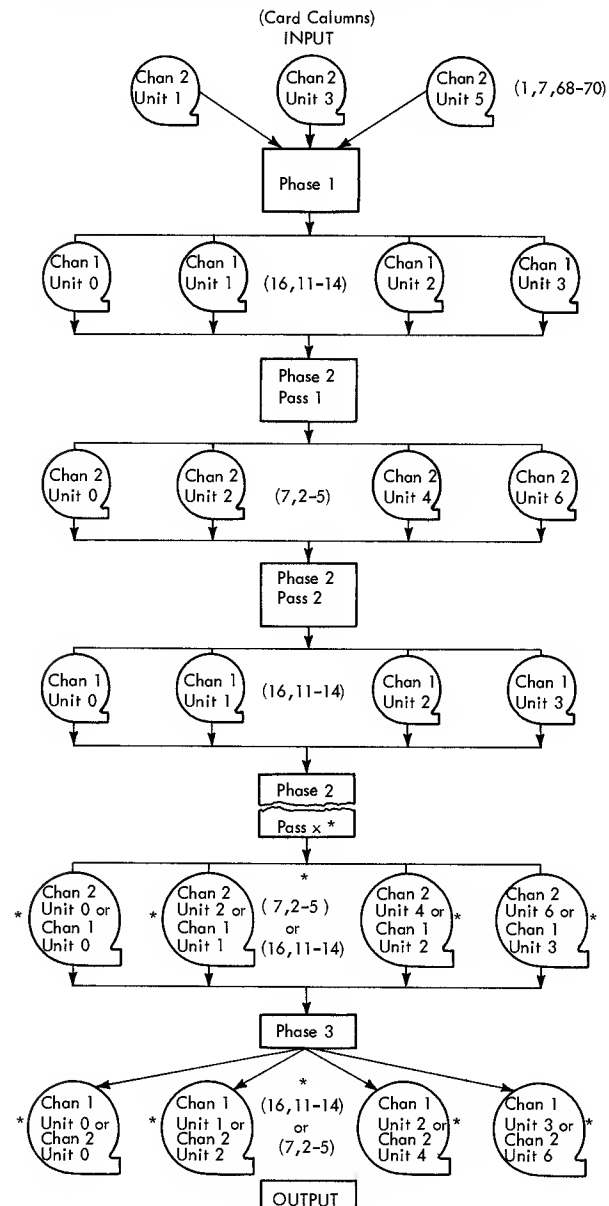 (Card Calumns)
INPUT
Chan 2 Chan 2 Chan 2
Unit 1 Unit 3 Unit 5 (1,7,68-70)
Phase 1
Chan 1 Chan 1 Chan 1 Chan 1
Unit 0 Unit 1 (16,11-14) Unit 2 Unit 3
Phase 2
Pass 1
Chan 2 Chan 2 Chan 2 Chan 2
Unit 0 Unit 2 (7,2-5) Unit 4 Unit 6
Phase 2
Pass 2
Chan 1 Chan 1 Chan 1 Chan 1
Unit 0 Unit 1 (16,11-14) Unit 2 Unit 3
Phase 2
Pass x *
*
Chan 2 Chan 2 Chan 2 Chan 2
* Unit 0 or * Unit 2 or (7,2-5) Unit 4 or * Unit 6 or *
Chan 1 Chan 1 or Chan 1 Chan 1
Unit 0 Unit 1 (16,11-14) Unit 2 Unit 3
Phase 3
*
Chan 1 Chan 1 (16,11-14) Chan 1 Chan 1
* Unit 0 or * Unit 1 or or Unit 2 or * Unit 3 or *
Chan 2 Chan 2 (7,2-5) Chan 2 Chan 2
Unit 0 Unit 2 Unit 4 Unit 6
OUTPUT